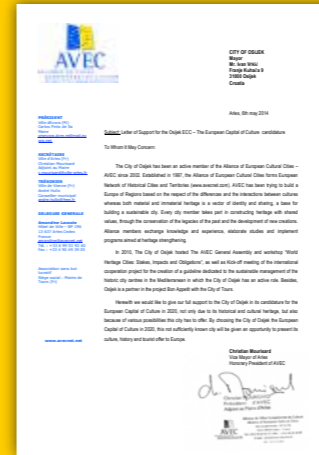 AVEC
CITY OF OSIJEK
Mayor
Mr. Ivan Vrkić
Franje Kuhača 9
31000 Osijek
Croatia
Arles, 6th may 2014
Subject: Letter of Support for the Osijek ECC – The European Capital of Culture candidature
To Whom It May Concern:
The City of Osijek has been an active member of the Alliance of European Cultural Cities –
AVEC since 2002. Established in 1997, the Alliance of European Cultural Cities forms European
Network of Historical Cities and Territories (www.avecnet.com). AVEC has been trying to build a
Europe of Regions based on the respect of the differences and the interactions between cultures:
whereas both material and immaterial heritage is a vector of identity and sharing, a basis for
building a sustainable city. Every city member takes part in constructing heritage with shared
values, through the conservation of the legacies of the past and the development of new creations.
Alliance members exchange knowledge and experience, elaborate studies and implement
programs aimed at heritage strengthening.
In 2010, The City of Osijek hosted The AVEC General Assembly and workshop "World
Heritage Cities: Stakes, Impacts and Obligations", as well as Kick-off meeting of the international
cooperation project for the creation of a guideline dedicated to the sustainable management of the
historic city centres in the Mediterranean in which the City of Osijek has an active role. Besides,
Osijek is a partner in the project Bon Appetit with the City of Tours.
Herewith we would like to give our full support to the City of Osijek in its candidature for the
European Capital of Culture in 2020, not only due to its historical and cultural heritage, but also
because of various possibilities this city has to offer. By choosing the City of Osijek the European
Capital of Culture in 2020, this not sufficiently known city will be given an opportunity to present its
culture, history and tourist offer to Europe.
Christian Mourisard
Vice Mayor of Arles
Honorary President of AVEC
PRÉSIDENT
SECRÉTAIRE
Christian Mourisard
TRÉSORIER
DELEGUEE GENERALE
France
www.avecnet.com
Christian Mourisard
AVEC